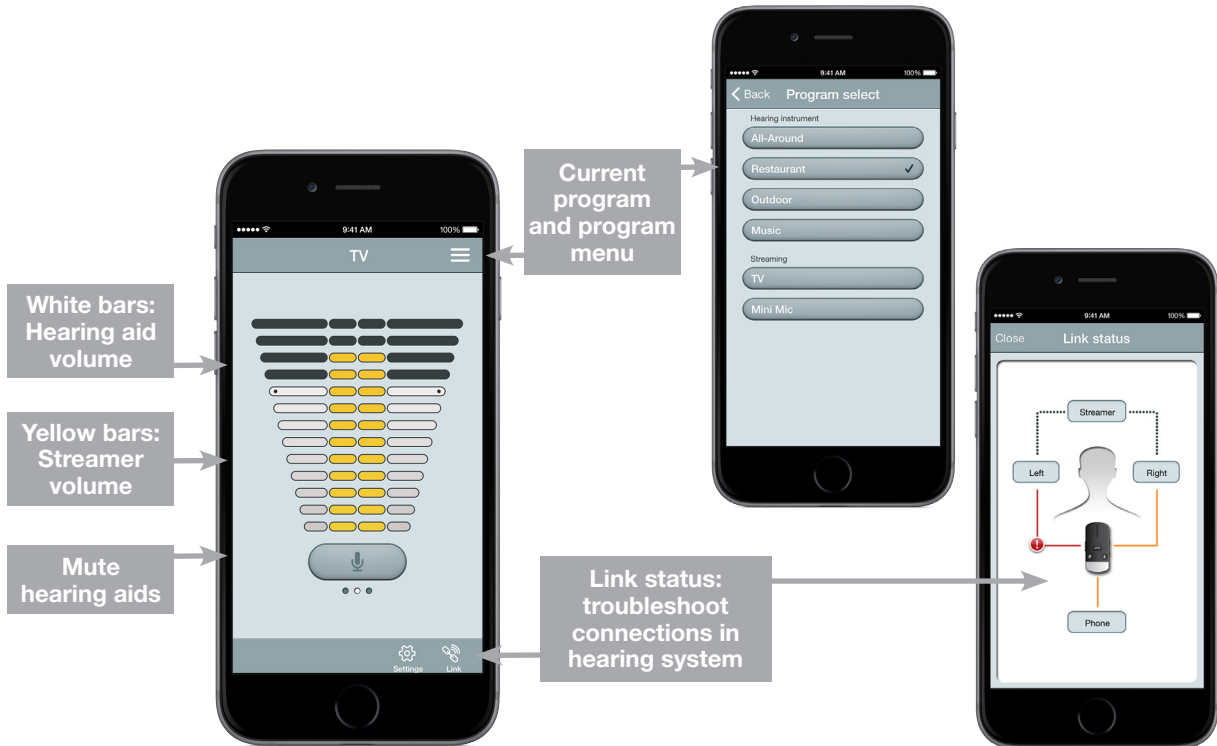 White bars:
Hearing aid
volume
Yellow bars:
Streamer
volume
Mute
hearing aids
9:41 AM
100%
TV
Settings
Link
Current
program
and program
menu
9:41 AM
100%
Back
Program select
Hearing instrument
All-Around
Restaurant
Outdoor
Music
Streaming
TV
Mini Mic
Link status:
troubleshoot
connections in
hearing system
9:41 AM
100%
Close
Link status
Streamer
Left
Right
Phone